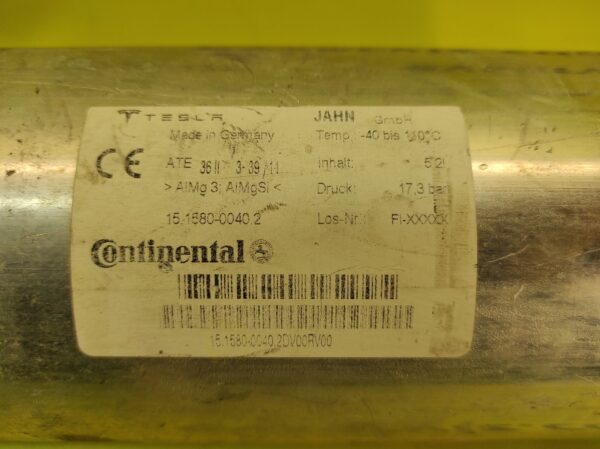 TESLA JAHN GmbH
Made in Germany Temp.: -40 bis 110°C
CE ATE 36 II 3-39/11 Inhalt: 5,2l
> AlMg 3; AlMgSi < Druck: 17,3 bar
15.1580-0040.2 Los-Nr.: FI-XXXXX
Continental
15.1580-0040.2DV00RV00